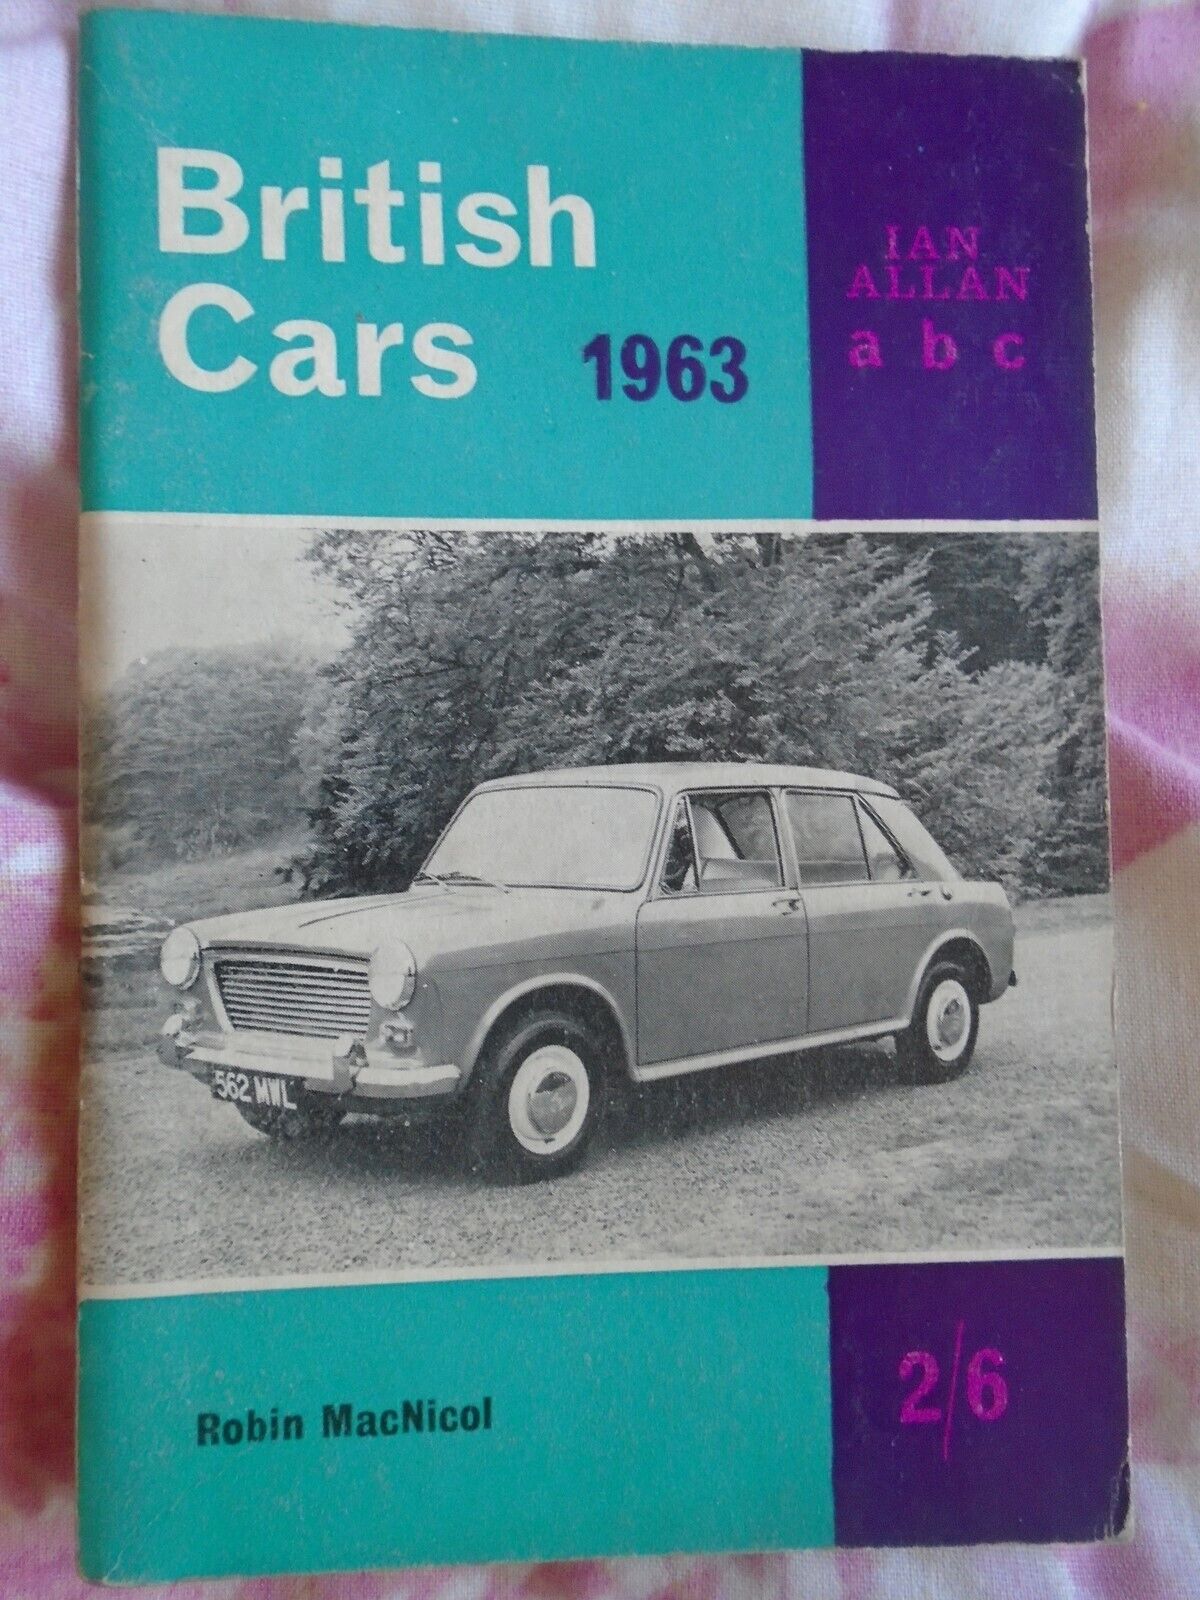 British
Cars 1963
IAN
ALLAN
a b c
562 MWL
Robin MacNicol
2/6